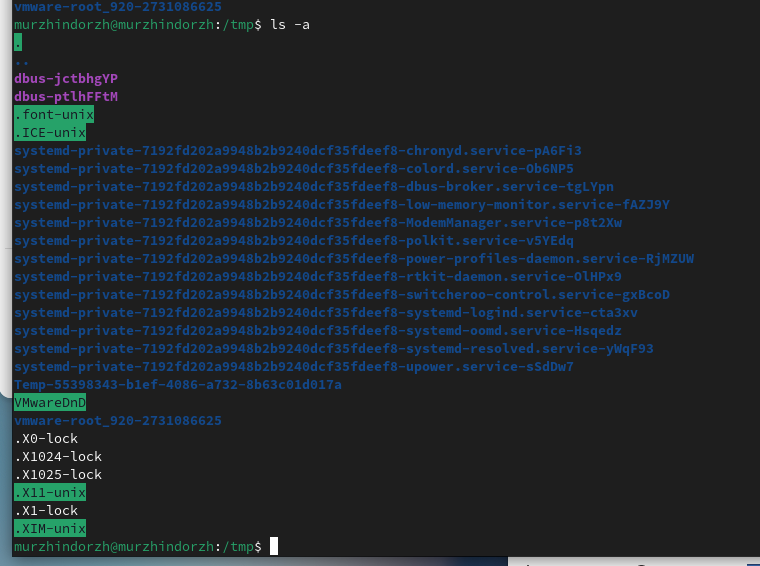 vmware-root_920-2731086625
murzhindorzh@murzhindorzh:/tmp$ ls -a
.
..
dbus-jctbhgYP
dbus-ptlhFFtM
.font-unix
.ICE-unix
systemd-private-7192fd202a9948b2b9240dcf35fdeef8-chronyd.service-pA6Fi3
systemd-private-7192fd202a9948b2b9240dcf35fdeef8-colord.service-Ob6NP5
systemd-private-7192fd202a9948b2b9240dcf35fdeef8-dbus-broker.service-tgLYpn
systemd-private-7192fd202a9948b2b9240dcf35fdeef8-low-memory-monitor.service-fAZJ9Y
systemd-private-7192fd202a9948b2b9240dcf35fdeef8-ModemManager.service-p8t2Xw
systemd-private-7192fd202a9948b2b9240dcf35fdeef8-polkit.service-v5YEdq
systemd-private-7192fd202a9948b2b9240dcf35fdeef8-power-profiles-daemon.service-RjMZUW
systemd-private-7192fd202a9948b2b9240dcf35fdeef8-rtkit-daemon.service-OlHPx9
systemd-private-7192fd202a9948b2b9240dcf35fdeef8-switcheroo-control.service-gxBcoD
systemd-private-7192fd202a9948b2b9240dcf35fdeef8-systemd-logind.service-cta3xv
systemd-private-7192fd202a9948b2b9240dcf35fdeef8-systemd-oomd.service-Hsqedz
systemd-private-7192fd202a9948b2b9240dcf35fdeef8-systemd-resolved.service-yWqF93
systemd-private-7192fd202a9948b2b9240dcf35fdeef8-upower.service-sSdDw7
Temp-55398343-b1ef-4086-a732-8b63c01d017a
VMwareDnD
vmware-root_920-2731086625
.X0-lock
.X1024-lock
.X1025-lock
.X11-unix
.X1-lock
.XIM-unix
murzhindorzh@murzhindorzh:/tmp$